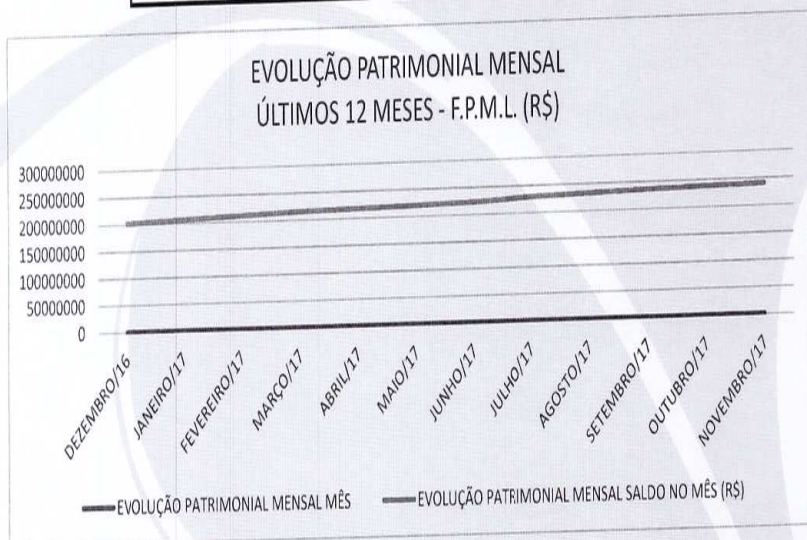 EVOLUÇÃO PATRIMONIAL MENSAL
ÚLTIMOS 12 MESES - F.P.M.L. (R$)
300000000
250000000
200000000
150000000
100000000
50000000
0
DEZEMBRO/16
JANEIRO/17
FEVEREIRO/17
MARÇO/17
ABRIL/17
MAIO/17
JUNHO/17
JULHO/17
AGOSTO/17
SETEMBRO/17
OUTUBRO/17
NOVEMBRO/17
EVOLUÇÃO PATRIMONIAL MENSAL MÊS
EVOLUÇÃO PATRIMONIAL MENSAL SALDO NO MÊS (R$)